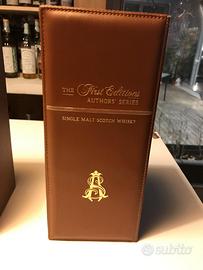 THE First Editions
AUTHORS' SERIES
SINGLE MALT SCOTCH WHISKY
subito